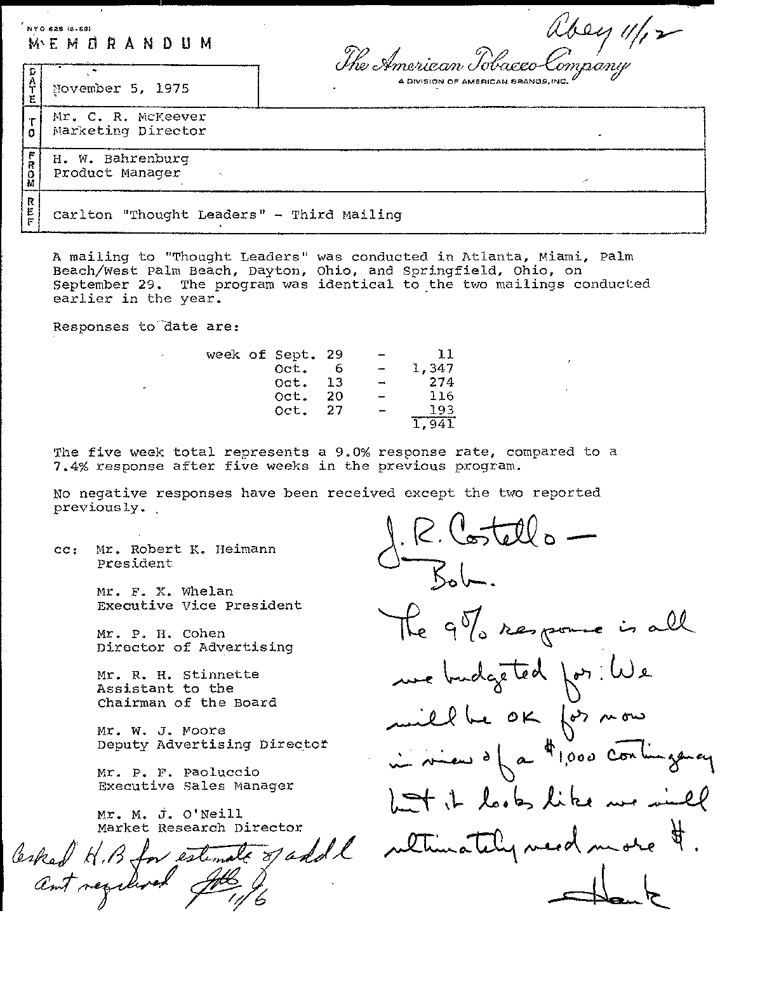 NYO 625 (5-69)
MEMORANDUM
Abey 11/12
The American Tobacco Company
A DIVISION OF AMERICAN BRANDS, INC.
DATE
November 5, 1975
TO
Mr. C. R. McKeever
Marketing Director
FROM
H. W. Bahrenburg
Product Manager
REF
Carlton "Thought Leaders" - Third Mailing
A mailing to "Thought Leaders" was conducted in Atlanta, Miami, Palm
Beach/West Palm Beach, Dayton, Ohio, and Springfield, Ohio, on
September 29. The program was identical to the two mailings conducted
earlier in the year.
Responses to date are:
week of Sept. 29 - 11
Oct. 6 - 1,347
Oct. 13 - 274
Oct. 20 - 116
Oct. 27 - 193
1,941
The five week total represents a 9.0% response rate, compared to a
7.4% response after five weeks in the previous program.
No negative responses have been received except the two reported
previously.
cc: Mr. Robert K. Heimann
President
Mr. F. X. Whelan
Executive Vice President
Mr. P. H. Cohen
Director of Advertising
Mr. R. H. Stinnette
Assistant to the
Chairman of the Board
Mr. W. J. Moore
Deputy Advertising Director
Mr. P. F. Paoluccio
Executive Sales Manager
Mr. M. J. O'Neill
Market Research Director
J. R. Costello —
Bob.
The 9% response is all
we budgeted for. We
will be OK for now
in view of a $1,000 contingency
but it looks like we will
ultimately need more $.
Hank
asked H.B for estimate of addl
amt required
11/6